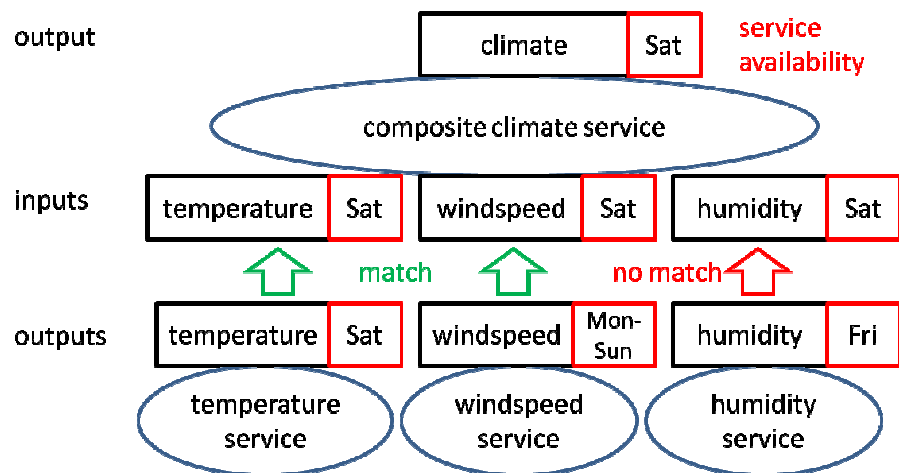 output
climate
Sat
service
availability
composite climate service
inputs
temperature
Sat
windspeed
Sat
humidity
Sat
match
no match
outputs
temperature
Sat
windspeed
Mon-
Sun
humidity
Fri
temperature
service
windspeed
service
humidity
service